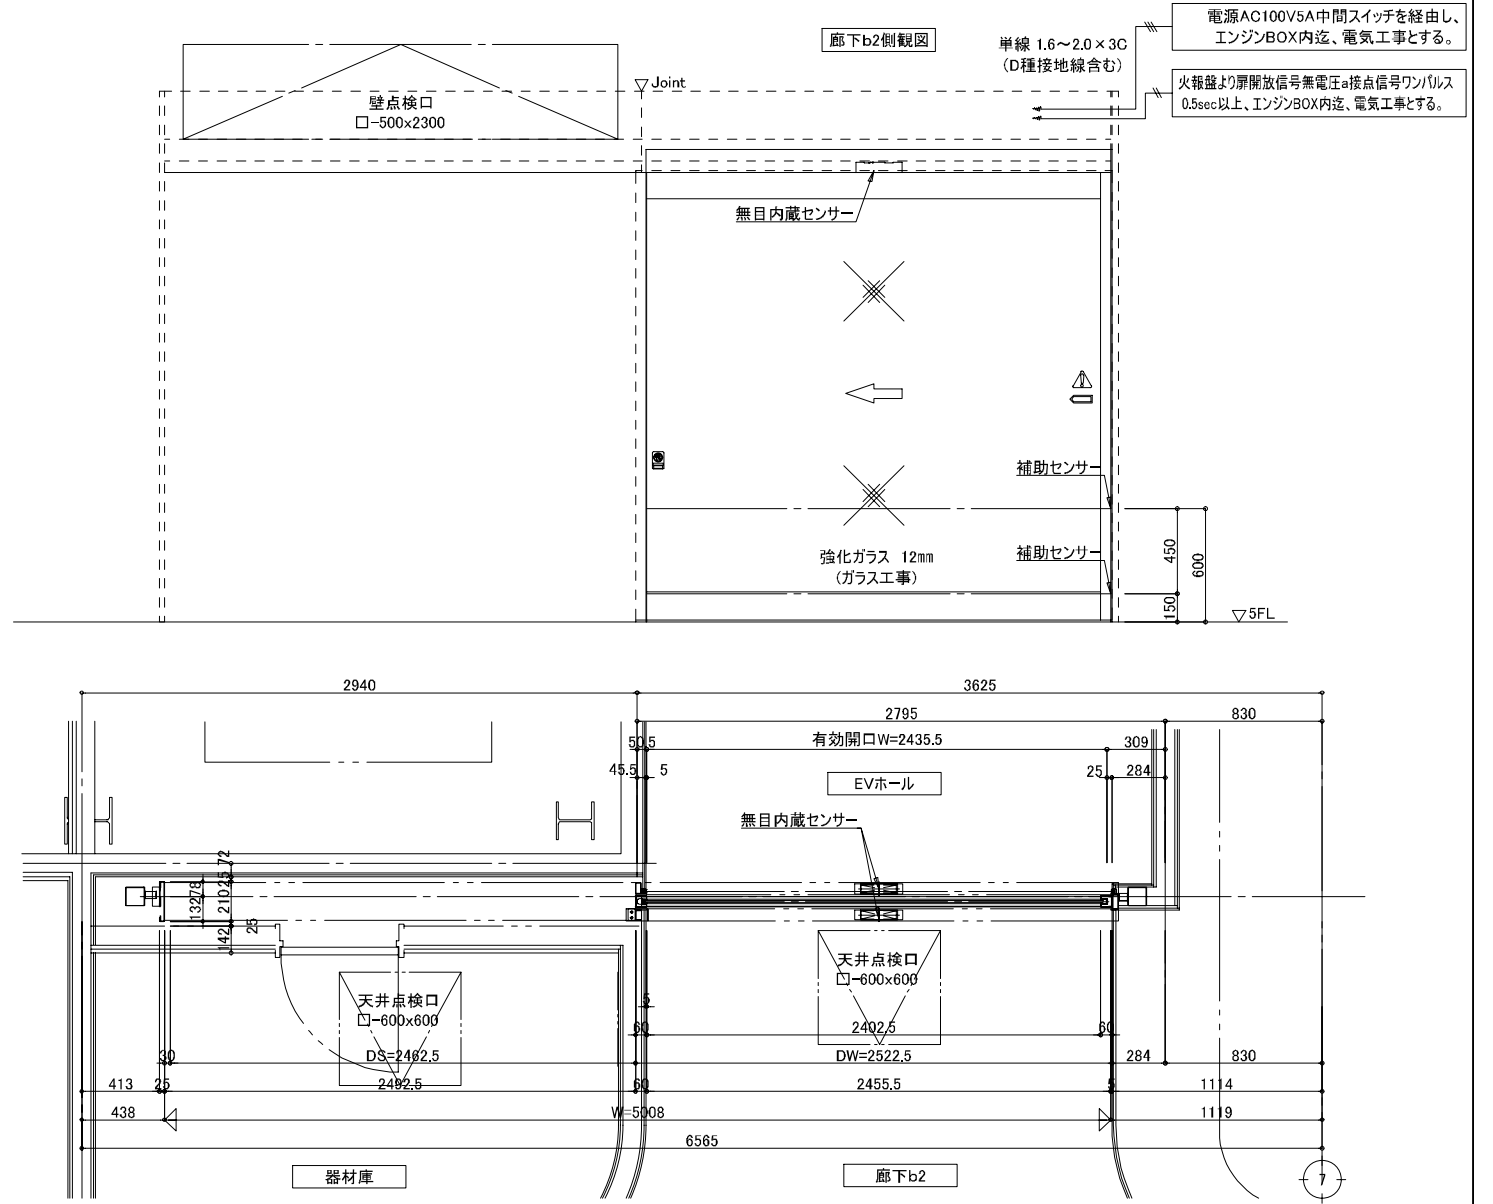 廊下b2側観図
単線 1.6～2.0×3C
(D種接地線含む)
電源AC100V5A中間スイッチを経由し、
エンジンBOX内迄、電気工事とする。
火報盤より扉開放信号無電圧a接点信号ワンパルス
0.5sec以上、エンジンBOX内迄、電気工事とする。
Joint
壁点検口
□-500x2300
無目内蔵センサー
補助センサー
補助センサー
強化ガラス 12mm
(ガラス工事)
450
600
150
5FL
2940
3625
2795
830
50.5
有効開口W=2435.5
309
45.5
5
25
284
EVホール
無目内蔵センサー
72
25
78
210
132
25
142
天井点検口
□-600x600
天井点検口
□-600x600
5
60
2402.5
60
30
DS=2462.5
DW=2522.5
284
830
413
25
2492.5
60
2455.5
5
1114
438
W=5008
1119
6565
器材庫
廊下b2
7